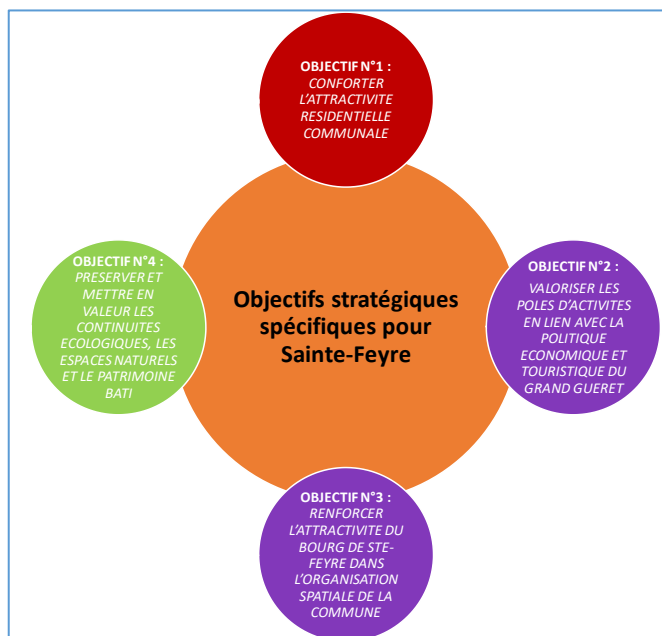 OBJECTIF N°1 :
CONFORTER
L'ATTRACTIVITE
RESIDENTIELLE
COMMUNALE
OBJECTIF N°4 :
PRESERVER ET
METTRE EN
VALEUR LES
CONTINUITES
ECOLOGIQUES, LES
ESPACES NATURELS
ET LE PATRIMOINE
BATI
Objectifs stratégiques
spécifiques pour
Sainte-Feyre
OBJECTIF N°2 :
VALORISER LES
POLES D'ACTIVITES
EN LIEN AVEC LA
POLITIQUE
ECONOMIQUE ET
TOURISTIQUE DU
GRAND GUERET
OBJECTIF N°3 :
RENFORCER
L'ATTRACTIVITE DU
BOURG DE STE-
FEYRE DANS
L'ORGANISATION
SPATIALE DE LA
COMMUNE